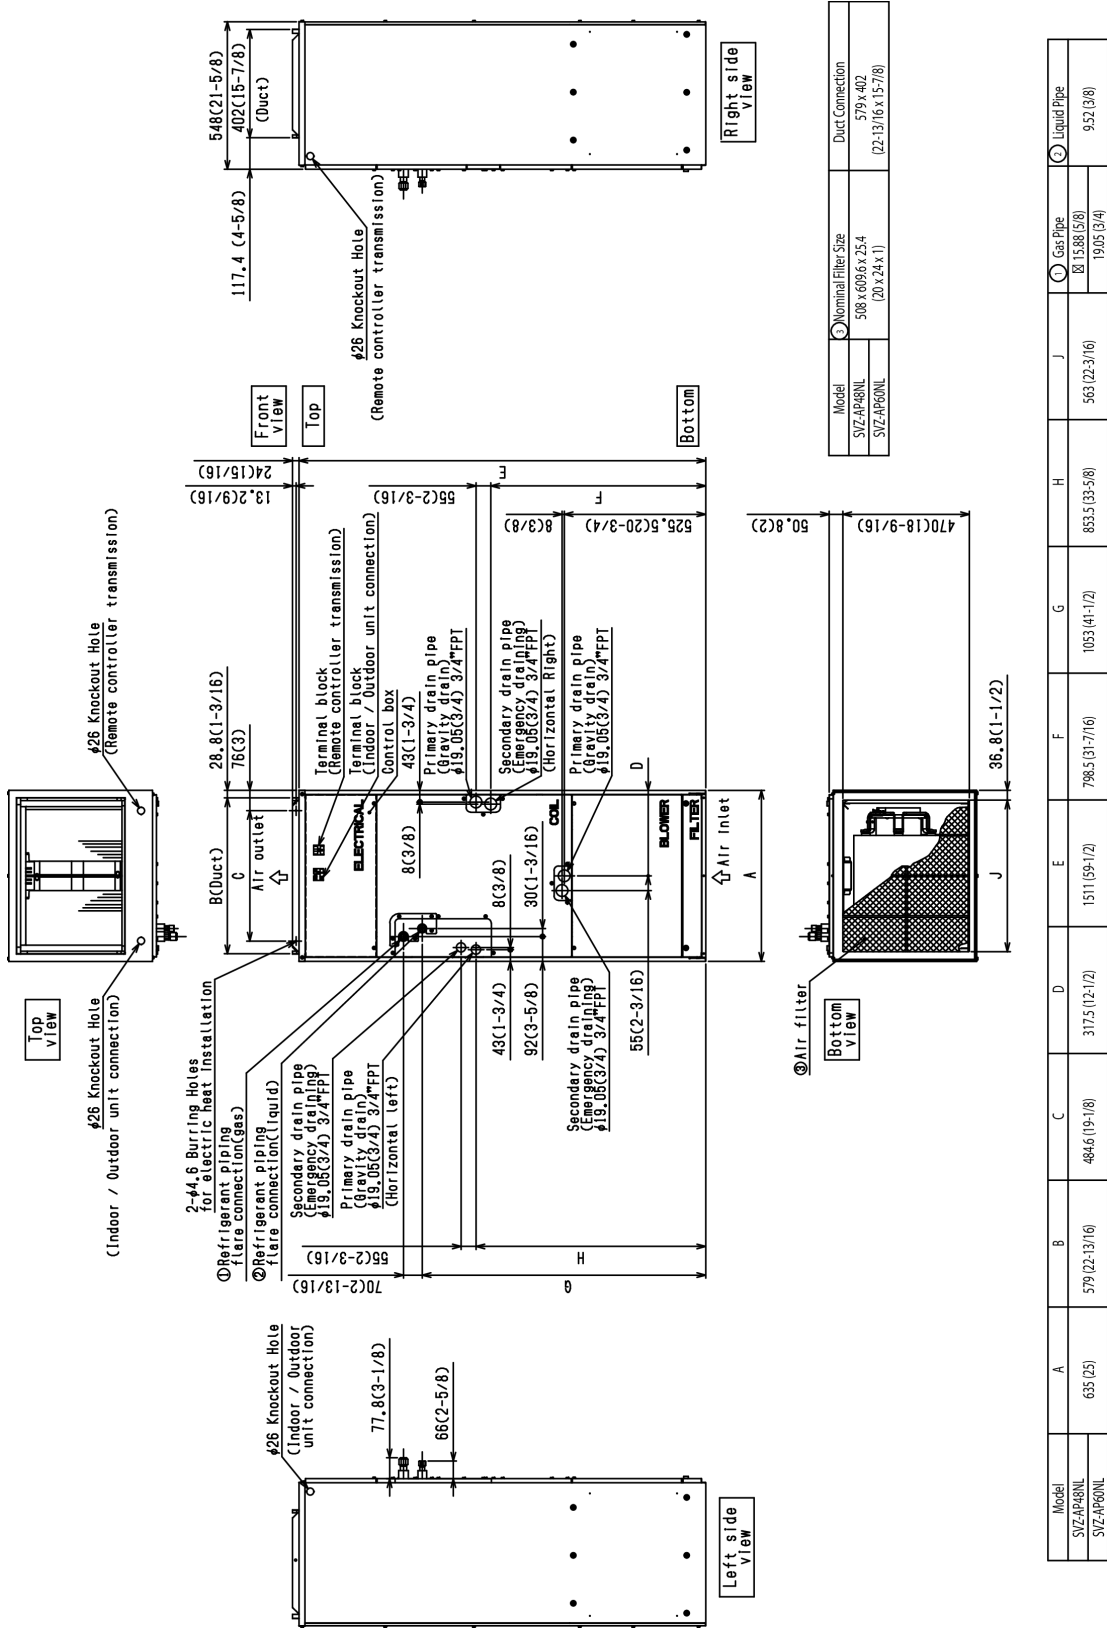 Top
view
ø26 Knockout Hole
(Indoor / Outdoor unit connection)
ø26 Knockout Hole
(Remote controller transmission)
Left side
view
ø26 Knockout Hole
(Indoor / Outdoor
unit connection)
77.8(3-1/8)
66(2-5/8)
Front
view
Top
Bottom
2-ø4.6 Burring Holes
for electric heat Installation
①Refrigerant piping
flare connection(gas)
②Refrigerant piping
flare connection(liquid)
Secondary drain pipe
(Emergency draining)
ø19.05(3/4) 3/4"FPT
Primary drain pipe
(Gravity drain)
ø19.05(3/4) 3/4"FPT
(Horizontal left)
70(2-13/16)
55(2-3/16)
G
H
B(Duct)
C
Air outlet
28.8(1-3/16)
76(3)
24(15/16)
13.2(9/16)
Terminal block
(Remote controller transmission)
Terminal block
(Indoor / Outdoor unit connection)
Control box
43(1-3/4)
Primary drain pipe
(Gravity drain)
ø19.05(3/4) 3/4"FPT
Secondary drain pipe
(Emergency draining)
ø19.05(3/4) 3/4"FPT
(Horizontal Right)
Primary drain pipe
(Gravity drain)
ø19.05(3/4) 3/4"FPT
ELECTRICAL
COIL
BLOWER
FILTER
8(3/8)
8(3/8)
30(1-3/16)
43(1-3/4)
92(3-5/8)
55(2-3/16)
D
Secondary drain pipe
(Emergency draining)
ø19.05(3/4) 3/4"FPT
Air Inlet
A
E
55(2-3/16)
F
8(3/8)
525.5(20-3/4)
Right side
view
548(21-5/8)
402(15-7/8)
(Duct)
117.4 (4-5/8)
ø26 Knockout Hole
(Remote controller transmission)
Bottom
view
③Air filter
50.8(2)
470(18-9/16)
36.8(1-1/2)
J
Model ③Nominal Filter Size Duct Connection
SVZ-AP48NL 508 x 609.6 x 25.4 579 x 402
SVZ-AP60NL (20 x 24 x 1) (22-13/16 x 15-7/8)
Model A B C D E F G H J ① Gas Pipe ② Liquid Pipe
SVZ-AP48NL 635 (25) 579 (22-13/16) 484.6 (19-1/8) 317.5 (12-1/2) 1511 (59-1/2) 798.5 (31-7/16) 1053 (41-1/2) 853.5 (33-5/8) 563 (22-3/16) ☒ 15.88 (5/8) 9.52 (3/8)
SVZ-AP60NL 19.05 (3/4)